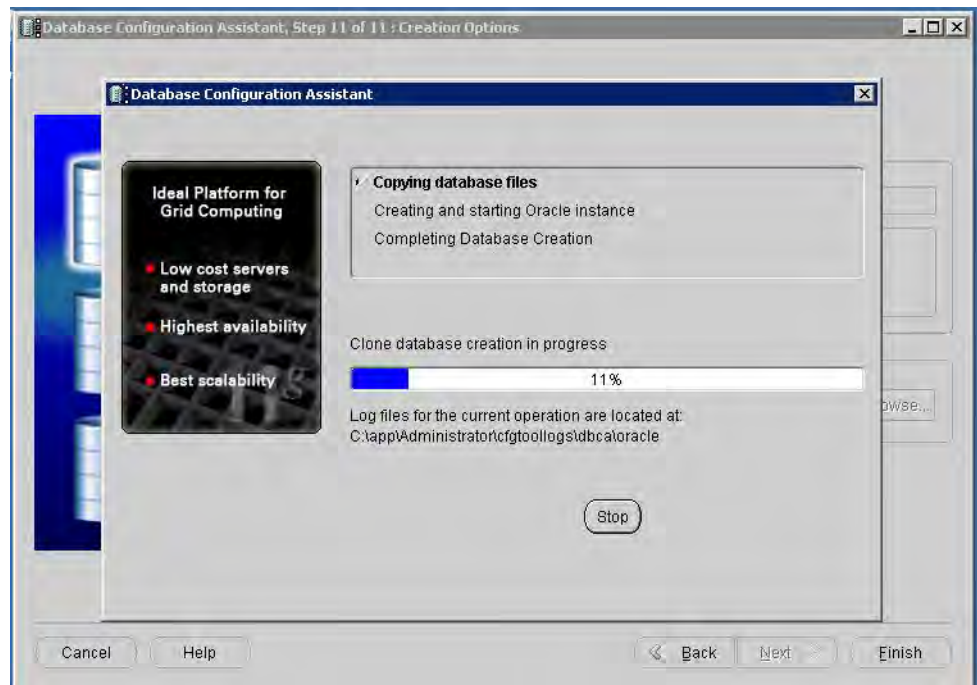 Database Configuration Assistant, Step 11 of 11 : Creation Options
Database Configuration Assistant
Ideal Platform for
Grid Computing
Low cost servers
and storage
Highest availability
Best scalability
Copying database files
Creating and starting Oracle instance
Completing Database Creation
Clone database creation in progress
11%
Log files for the current operation are located at:
C:\app\Administrator\cfgtoollogs\dbca\oracle
Stop
owse...
Cancel
Help
Back
Next
Finish